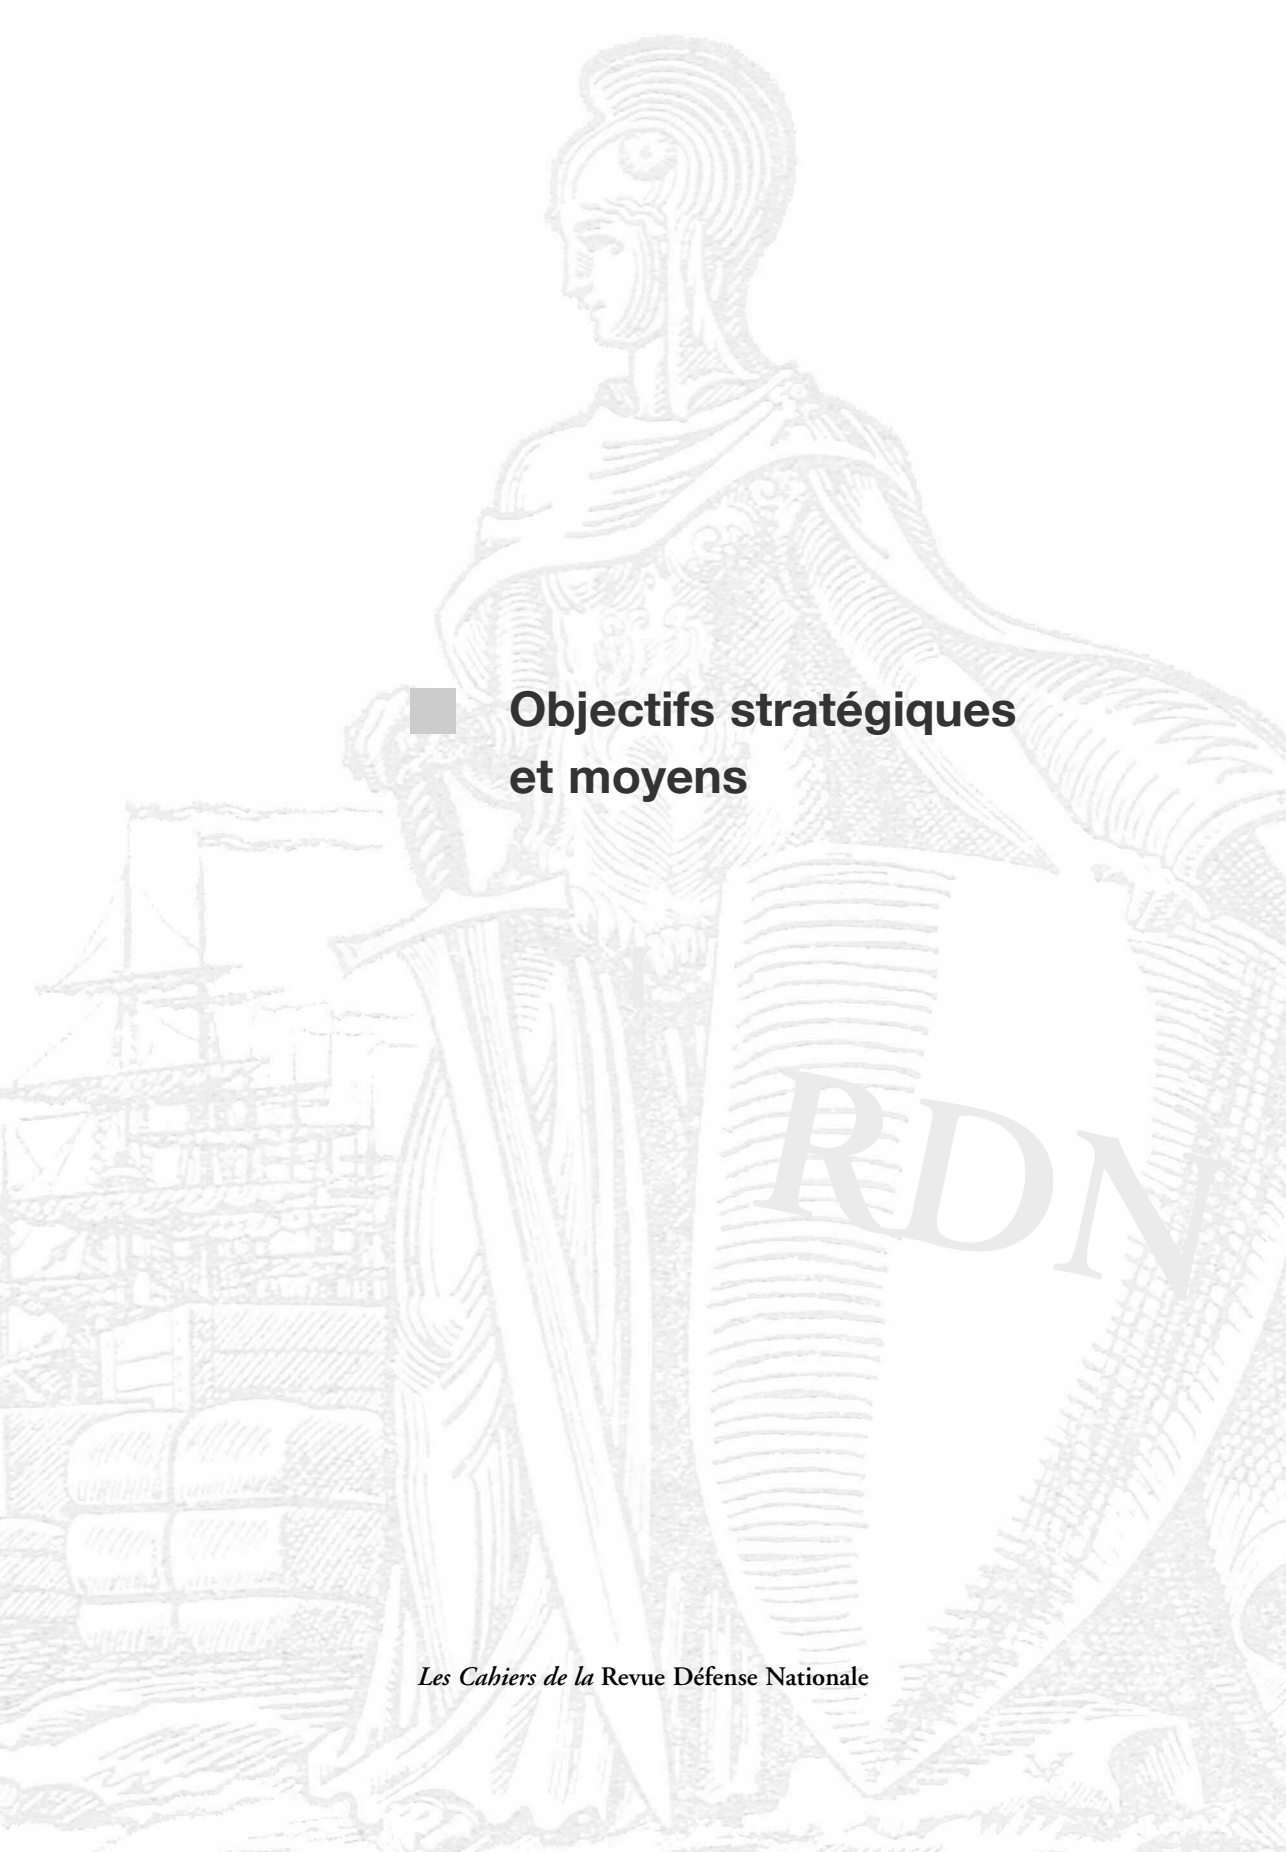 Objectifs stratégiques
et moyens
RDN
Les Cahiers de la Revue Défense Nationale